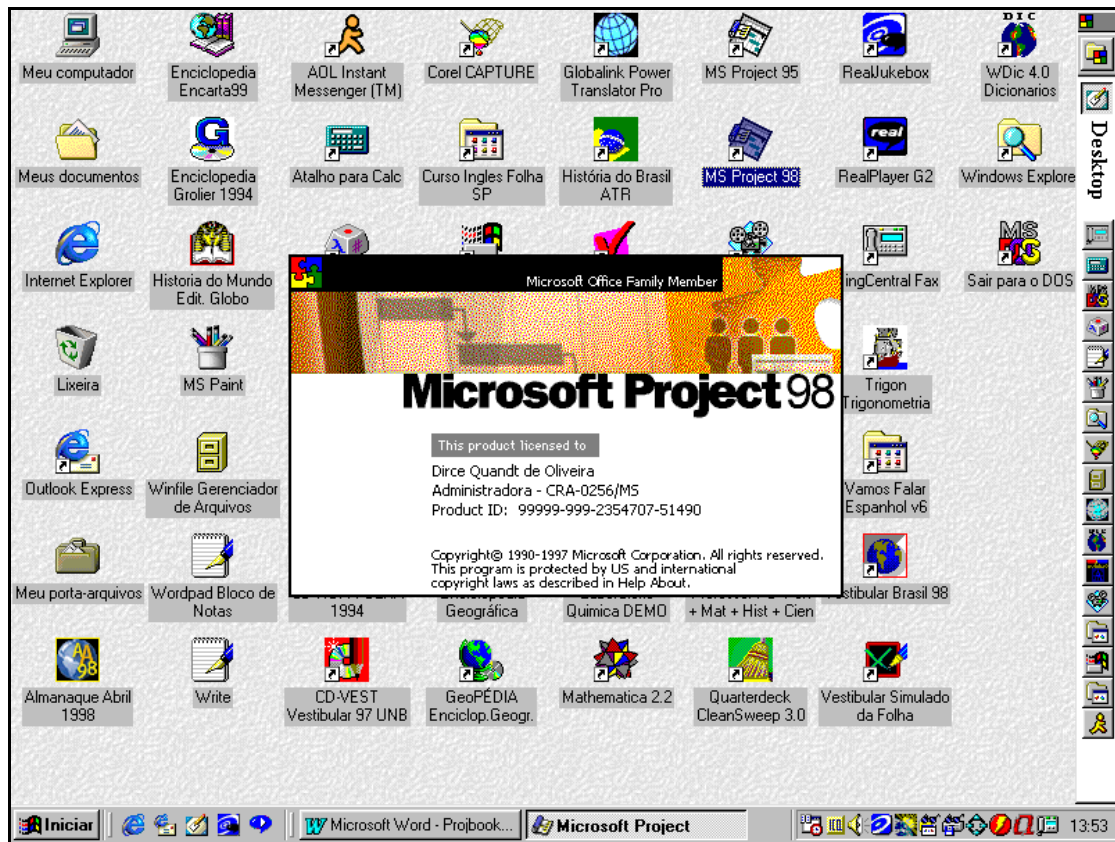 Meu computador
Enciclopedia
Encarta99
AOL Instant
Messenger (TM)
Corel CAPTURE
Globalink Power
Translator Pro
MS Project 95
RealJukebox
DIC
WDic 4.0
Dicionarios
Desktop
Meus documentos
Enciclopedia
Grolier 1994
Atalho para Calc
Curso Ingles Folha
SP
História do Brasil
ATR
MS Project 98
real
RealPlayer G2
Windows Explore
Internet Explorer
Historia do Mundo
Edit. Globo
ingCentral Fax
MS
Sair para o DOS
Microsoft Office Family Member
Lixeira
MS Paint
Trigon
Trigonometria
Microsoft Project 98
This product licensed to
Dirce Quandt de Oliveira
Administradora - CRA-0256/MS
Product ID: 99999-999-2354707-51490
Outlook Express
Winfile Gerenciador
de Arquivos
Vamos Falar
Espanhol v6
Copyright© 1990-1997 Microsoft Corporation. All rights reserved.
This program is protected by US and international
copyright laws as described in Help About.
Meu porta-arquivos
Wordpad Bloco de
Notas
1994
Geográfica
Quimica DEMO
+ Mat + Hist + Cien
estibular Brasil 98
Almanaque Abril
1998
Write
CD-VEST
Vestibular 97 UNB
GeoPÉDIA
Enciclop.Geogr.
Mathematica 2.2
Quarterdeck
CleanSweep 3.0
Vestibular Simulado
da Folha
Iniciar
Microsoft Word - Projbook...
Microsoft Project
13:53